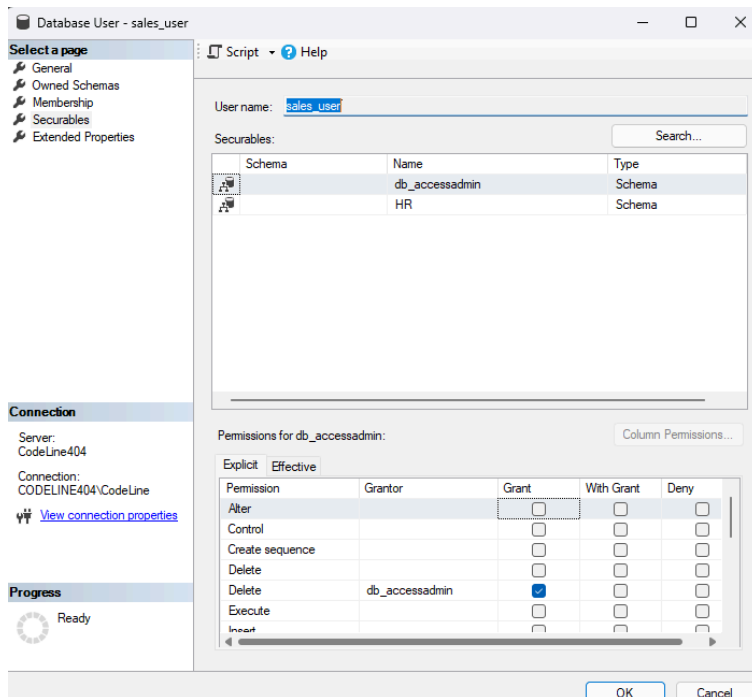 Database User - sales_user
Select a page
General
Owned Schemas
Membership
Securables
Extended Properties
Script Help
User name: sales_user
Securables: Search...
Schema Name Type
db_accessadmin Schema
HR Schema
Connection
Server:
CodeLine404
Connection:
CODELINE404\CodeLine
View connection properties
Progress
Ready
Permissions for db_accessadmin: Column Permissions...
Explicit Effective
Permission Grantor Grant With Grant Deny
Alter
Control
Create sequence
Delete
Delete db_accessadmin
Execute
Insert
OK Cancel